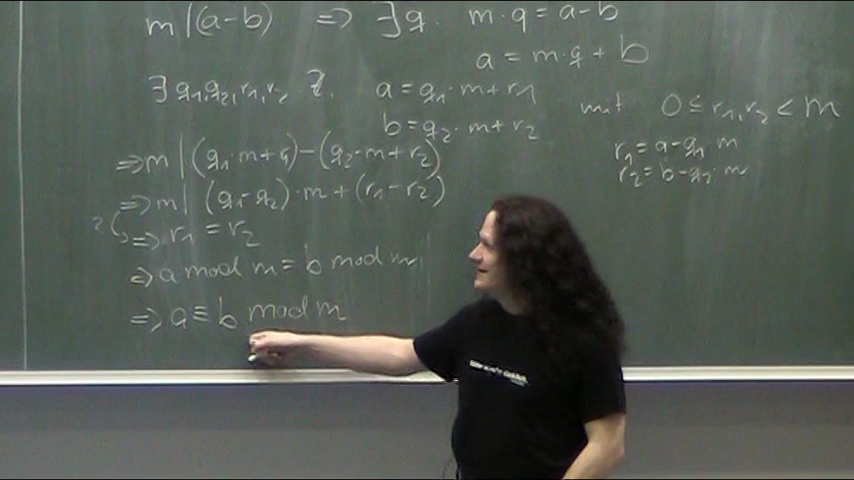 m | (a-b) => ∃ q. m·q = a-b
a = m·q + b
∃ q1,q2,r1,r2 . a = q1·m+r1
mit 0 ≤ r1,r2 < m
b = q2·m+r2
r1 = a-q1·m
r2 = b-q2·m
=> m | (q1·m+r1)-(q2·m+r2)
=> m | (q1-q2)·m+(r1-r2)
? => r1 = r2
=> a mod m = b mod m
=> a ≡ b mod m